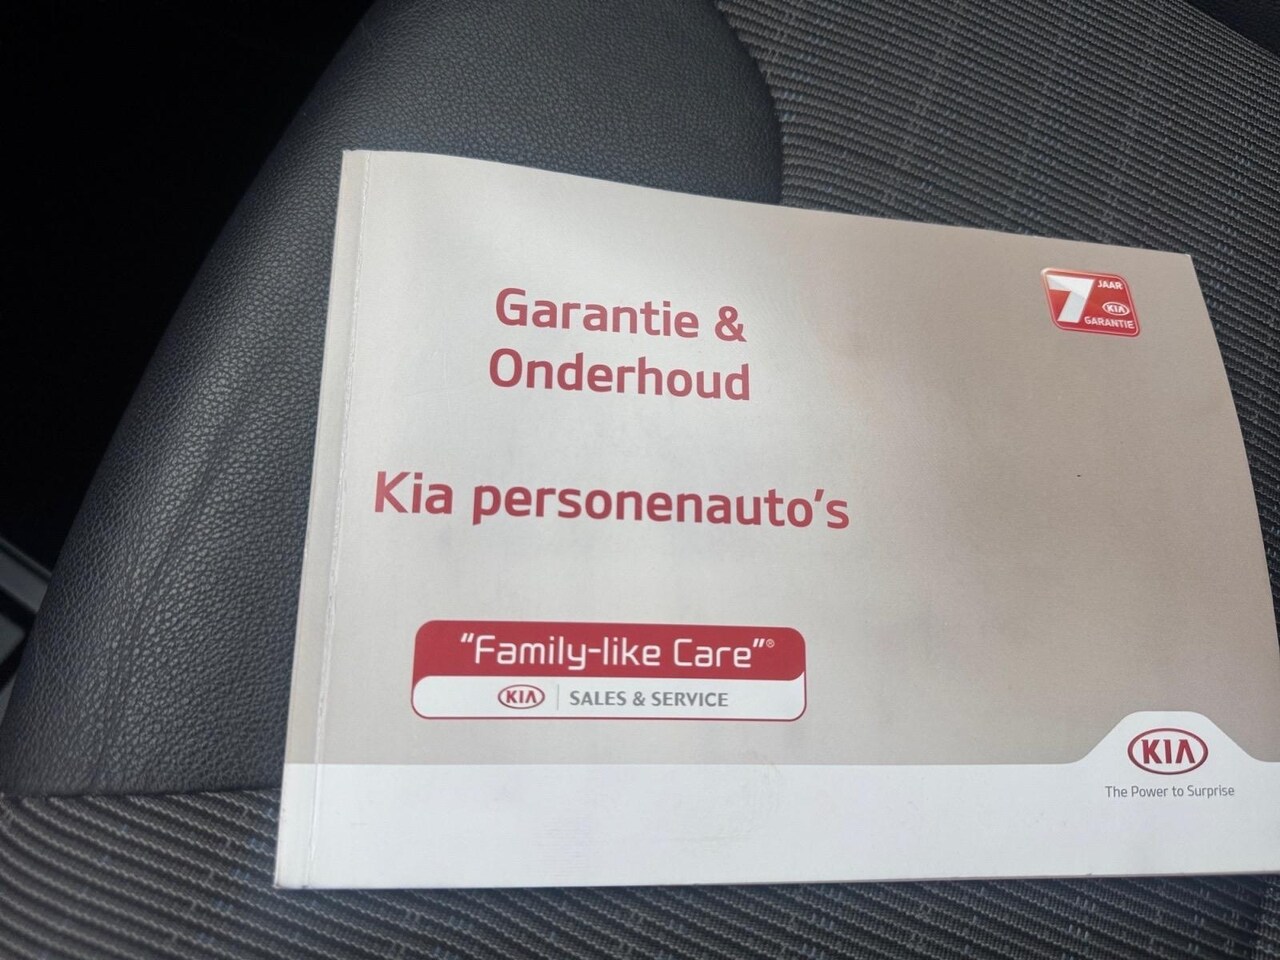 7 JAAR
KIA
GARANTIE
Garantie &
Onderhoud
Kia personenauto's
"Family-like Care"®
KIA | SALES & SERVICE
KIA
The Power to Surprise